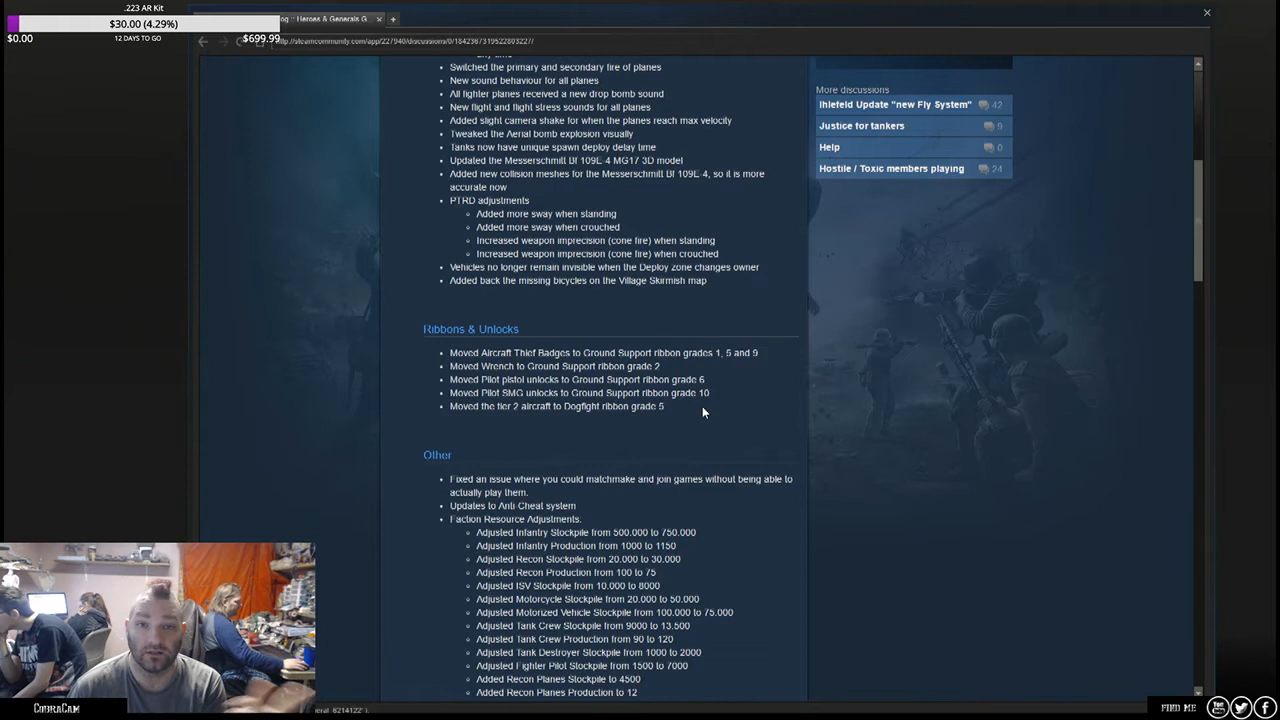 .223 AR Kit
$30.00 (4.29%)
$0.00
12 DAYS TO GO
$699.99
log :: Heroes & Generals G
http://steamcommunity.com/app/227940/discussions/0/1842367319522803227/
Switched the primary and secondary fire of planes
New sound behaviour for all planes
All fighter planes received a new drop bomb sound
New flight and flight stress sounds for all planes
Added slight camera shake for when the planes reach max velocity
Tweaked the Aerial bomb explosion visually
Tanks now have unique spawn deploy delay time
Updated the Messerschmitt Bf 109E-4 MG17 3D model
Added new collision meshes for the Messerschmitt Bf 109E-4, so it is more
accurate now
PTRD adjustments
Added more sway when standing
Added more sway when crouched
Increased weapon imprecision (cone fire) when standing
Increased weapon imprecision (cone fire) when crouched
Vehicles no longer remain invisible when the Deploy zone changes owner
Added back the missing bicycles on the Village Skirmish map
Ribbons & Unlocks
Moved Aircraft Thief Badges to Ground Support ribbon grades 1, 5 and 9
Moved Wrench to Ground Support ribbon grade 2
Moved Pilot pistol unlocks to Ground Support ribbon grade 6
Moved Pilot SMG unlocks to Ground Support ribbon grade 10
Moved the tier 2 aircraft to Dogfight ribbon grade 5
Other
Fixed an issue where you could matchmake and join games without being able to
actually play them.
Updates to Anti Cheat system
Faction Resource Adjustments:
Adjusted Infantry Stockpile from 500.000 to 750.000
Adjusted Infantry Production from 1000 to 1150
Adjusted Recon Stockpile from 20.000 to 30.000
Adjusted Recon Production from 100 to 75
Adjusted ISV Stockpile from 10.000 to 8000
Adjusted Motorcycle Stockpile from 20.000 to 50.000
Adjusted Motorized Vehicle Stockpile from 100.000 to 75.000
Adjusted Tank Crew Stockpile from 9000 to 13.500
Adjusted Tank Crew Production from 90 to 120
Adjusted Tank Destroyer Stockpile from 1000 to 2000
Adjusted Fighter Pilot Stockpile from 1500 to 7000
Added Recon Planes Stockpile to 4500
Added Recon Planes Production to 12
More discussions
Ihlefeld Update "new Fly System" 42
Justice for tankers 9
Help 0
Hostile / Toxic members playing 24
CobraCam
FIND ME